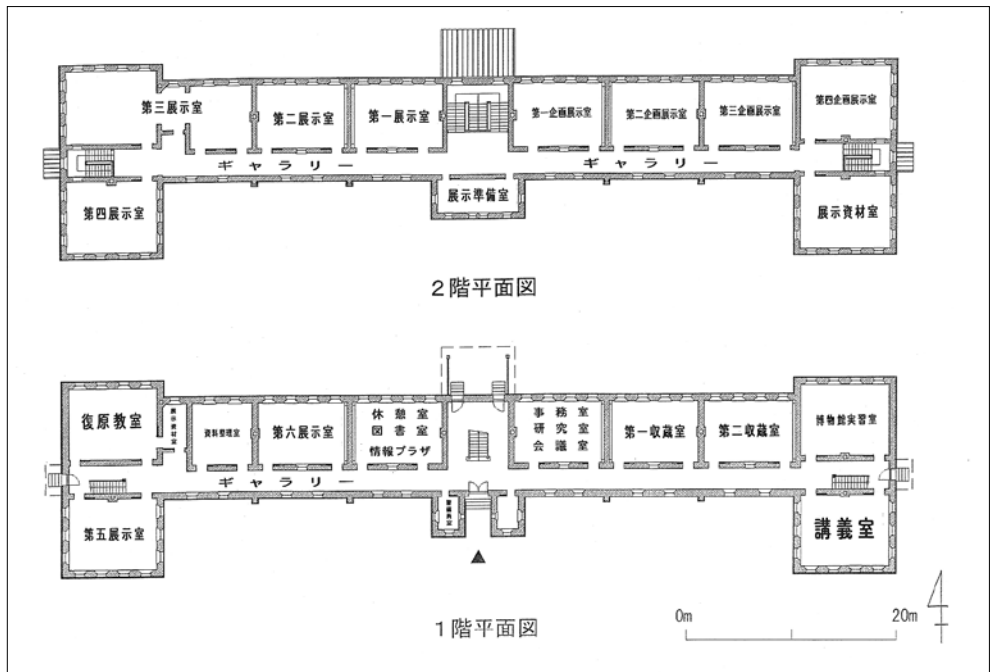 第三展示室
第二展示室
第一展示室
第一企画展示室
第二企画展示室
第三企画展示室
第四企画展示室
ギャラリー
ギャラリー
第四展示室
展示準備室
展示資材室
2階平面図
復原教室
展示資材室
資料整理室
第六展示室
休憩室
図書室
情報プラザ
事務室
研究室
会議室
第一収蔵室
第二収蔵室
博物館実習室
ギャラリー
第五展示室
講義室
1階平面図
0m
20m